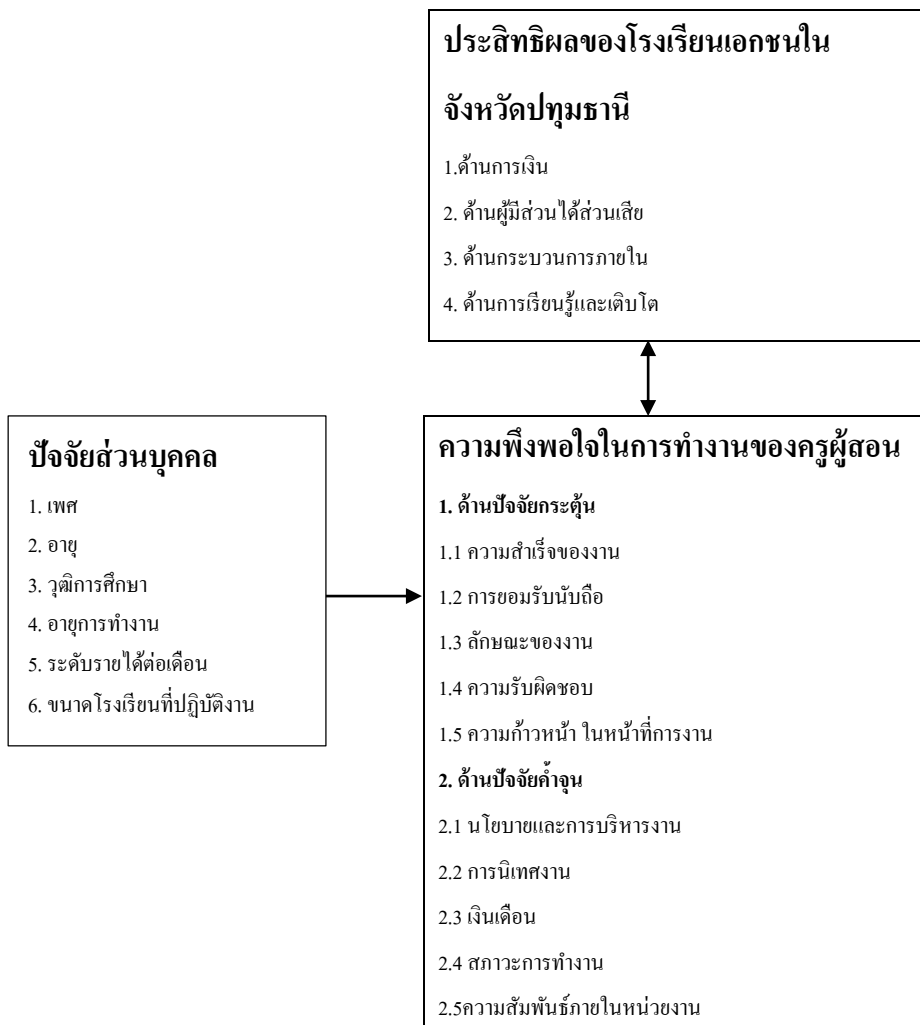 ประสิทธิผลของโรงเรียนเอกชนใน
จังหวัดปทุมธานี
1.ด้านการเงิน
2. ด้านผู้มีส่วนได้ส่วนเสีย
3. ด้านกระบวนการภายใน
4. ด้านการเรียนรู้และเติบโต
ปัจจัยส่วนบุคคล
1. เพศ
2. อายุ
3. วุฒิการศึกษา
4. อายุการทำงาน
5. ระดับรายได้ต่อเดือน
6. ขนาดโรงเรียนที่ปฏิบัติงาน
ความพึงพอใจในการทำงานของครูผู้สอน
1. ด้านปัจจัยกระตุ้น
1.1 ความสำเร็จของงาน
1.2 การยอมรับนับถือ
1.3 ลักษณะของงาน
1.4 ความรับผิดชอบ
1.5 ความก้าวหน้า ในหน้าที่การงาน
2. ด้านปัจจัยค้ำจุน
2.1 นโยบายและการบริหารงาน
2.2 การนิเทศงาน
2.3 เงินเดือน
2.4 สภาวะการทำงาน
2.5ความสัมพันธ์ภายในหน่วยงาน